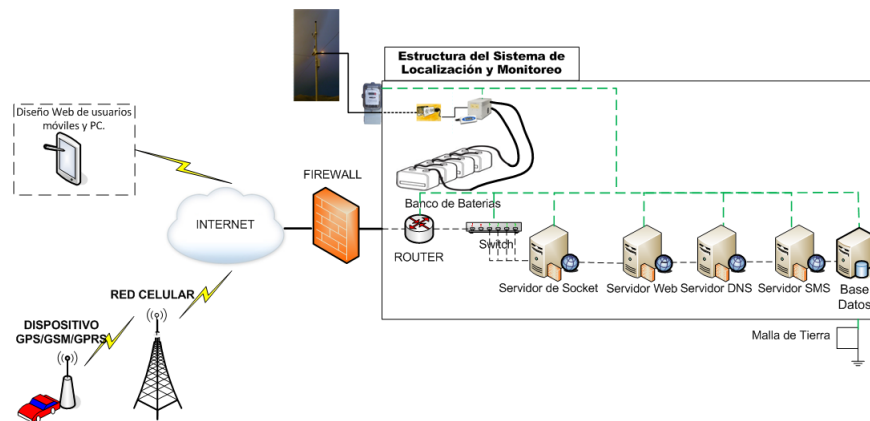 Estructura del Sistema de
Localización y Monitoreo
Diseño Web de usuarios
móviles y PC.
FIREWALL
Banco de Baterias
INTERNET
ROUTER
Switch
Servidor de Socket
Servidor Web
Servidor DNS
Servidor SMS
Base
Datos
RED CELULAR
DISPOSITIVO
GPS/GSM/GPRS
Malla de Tierra